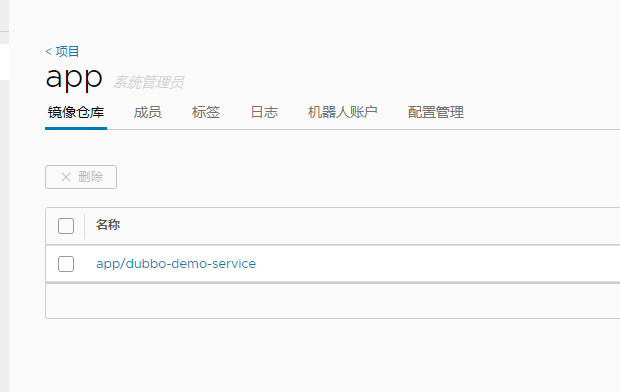 < 项目
app 系统管理员
镜像仓库 成员 标签 日志 机器人账户 配置管理
× 删除
名称
app/dubbo-demo-service